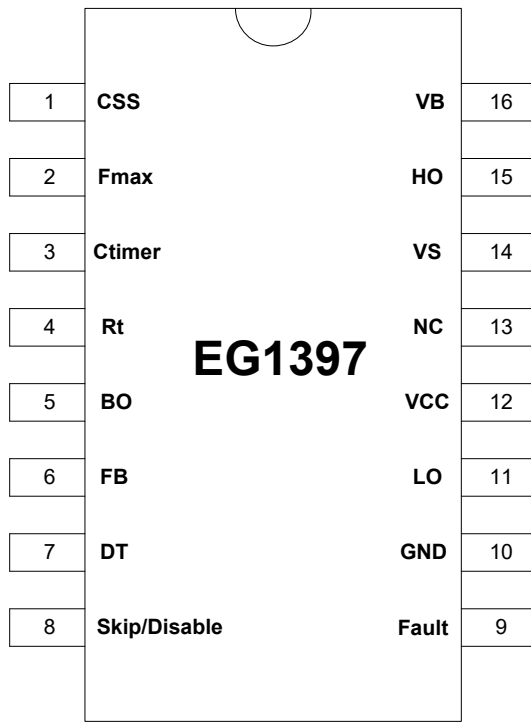 1 CSS VB 16
2 Fmax HO 15
3 Ctimer VS 14
4 Rt NC 13
EG1397
5 BO VCC 12
6 FB LO 11
7 DT GND 10
8 Skip/Disable Fault 9